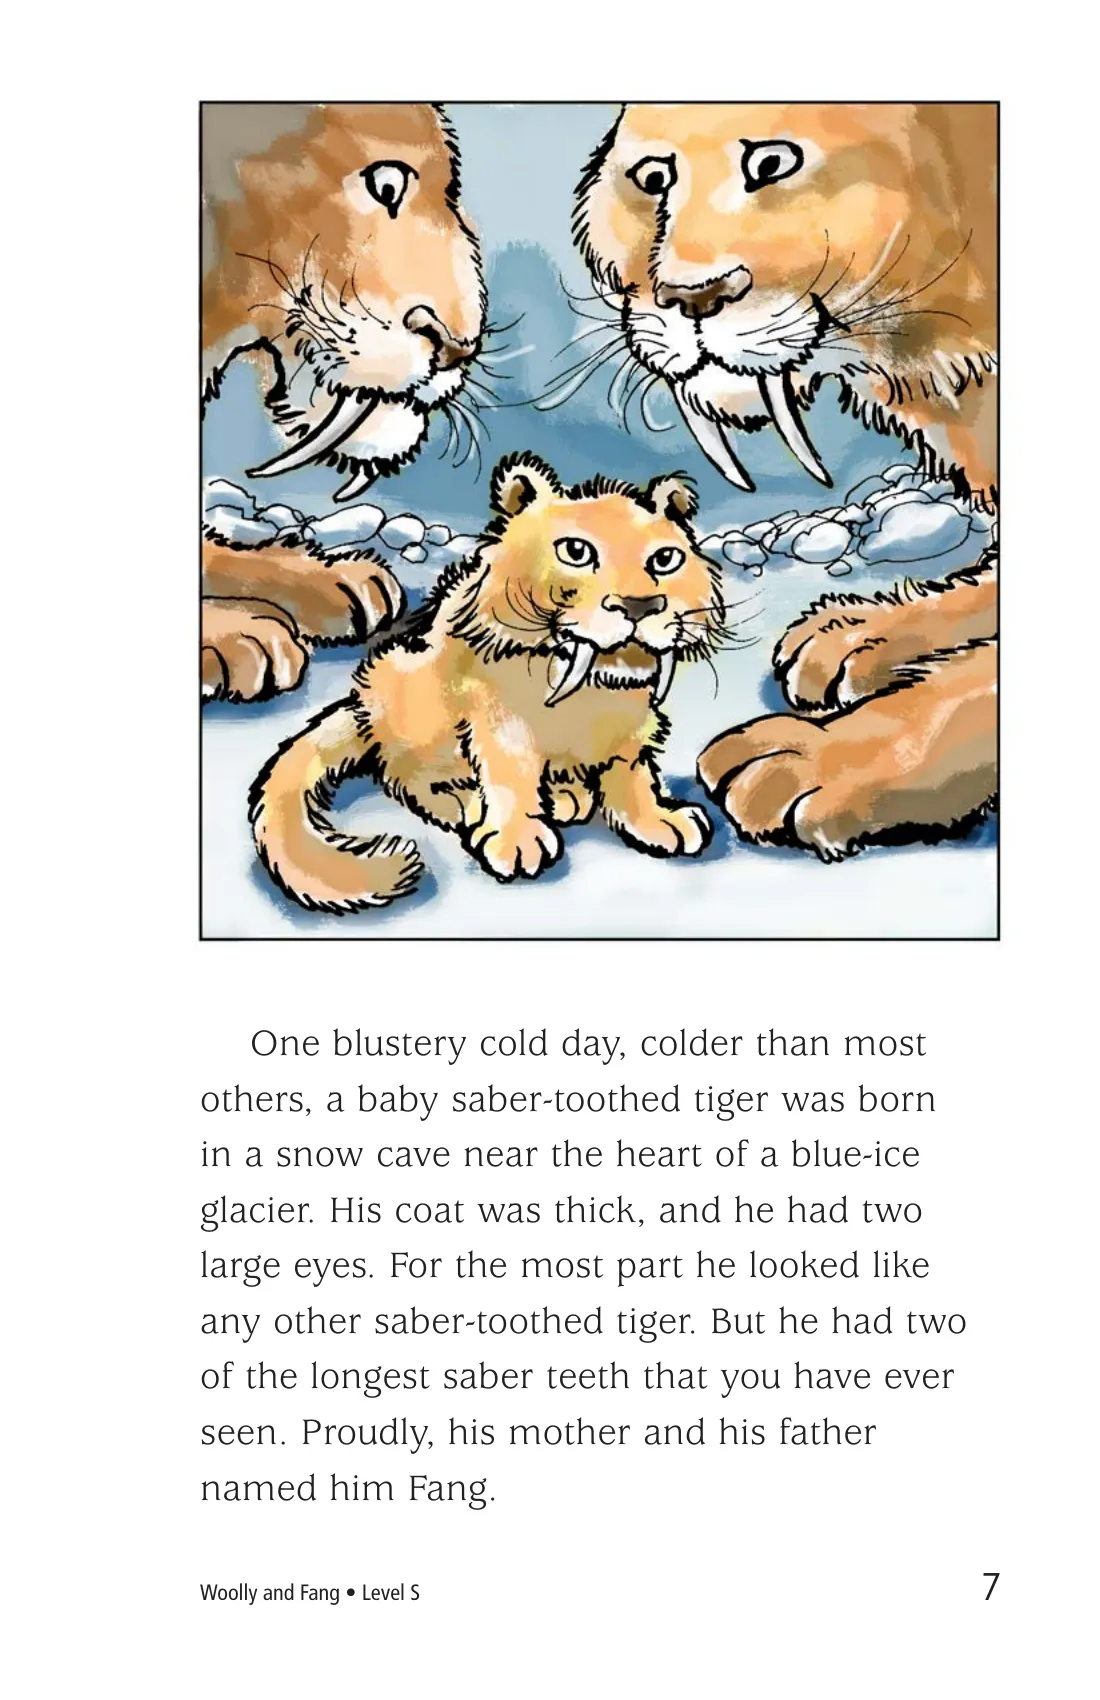 One blustery cold day, colder than most
others, a baby saber-toothed tiger was born
in a snow cave near the heart of a blue-ice
glacier. His coat was thick, and he had two
large eyes. For the most part he looked like
any other saber-toothed tiger. But he had two
of the longest saber teeth that you have ever
seen. Proudly, his mother and his father
named him Fang.
Woolly and Fang • Level S
7